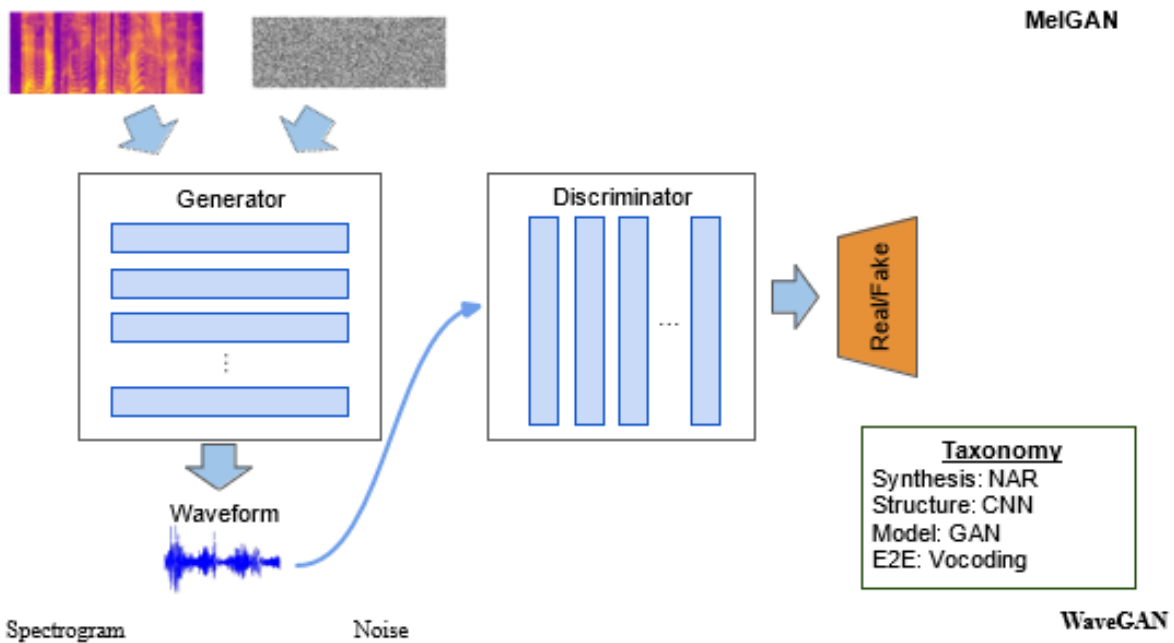 MelGAN
Generator
Discriminator
...
Real/Fake
...
Waveform
Taxonomy
Synthesis: NAR
Structure: CNN
Model: GAN
E2E: Vocoding
Spectrogram
Noise
WaveGAN